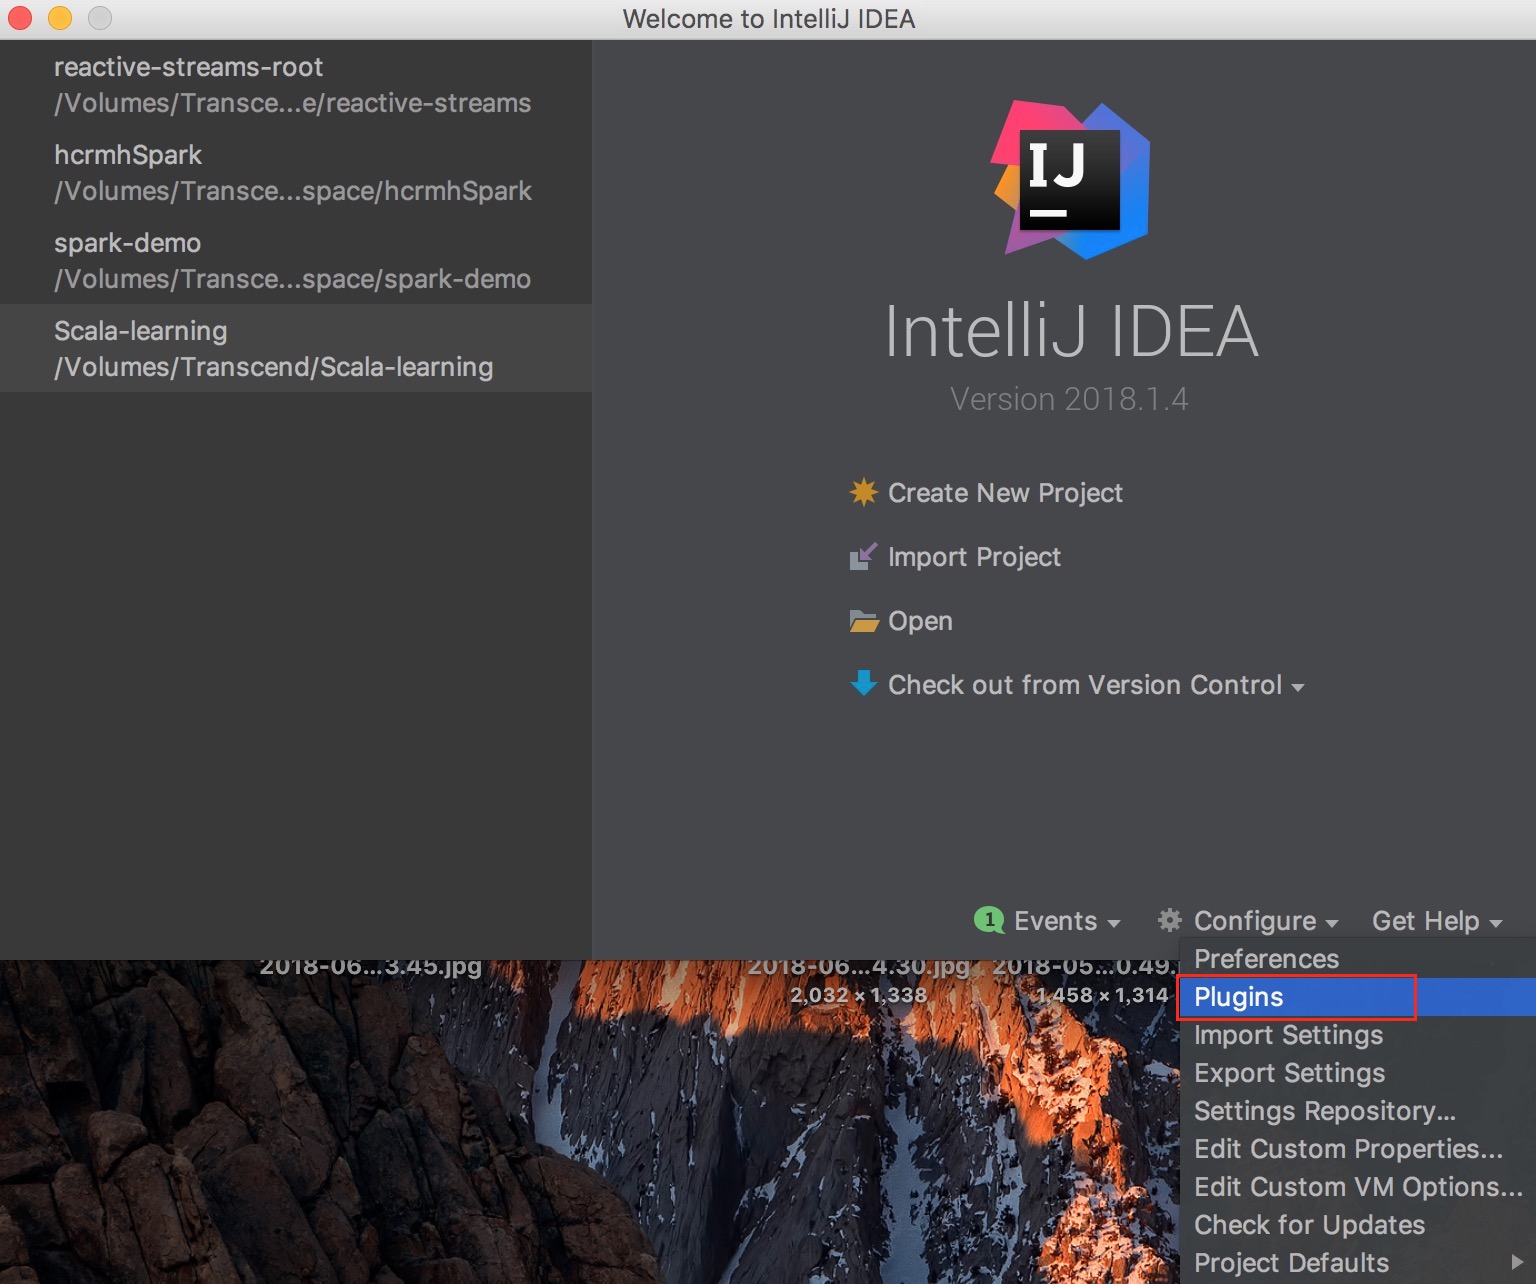 Welcome to IntelliJ IDEA
reactive-streams-root
/Volumes/Transce...e/reactive-streams
hcrmhSpark
/Volumes/Transce...space/hcrmhSpark
spark-demo
/Volumes/Transce...space/spark-demo
Scala-learning
/Volumes/Transcend/Scala-learning
IJ
IntelliJ IDEA
Version 2018.1.4
Create New Project
Import Project
Open
Check out from Version Control
1 Events Configure Get Help
Preferences
Plugins
Import Settings
Export Settings
Settings Repository...
Edit Custom Properties...
Edit Custom VM Options...
Check for Updates
Project Defaults
2018-06...3.45.jpg 2018-06...4.30.jpg 2018-05...0.49.
2,032 × 1,338 1,458 × 1,314